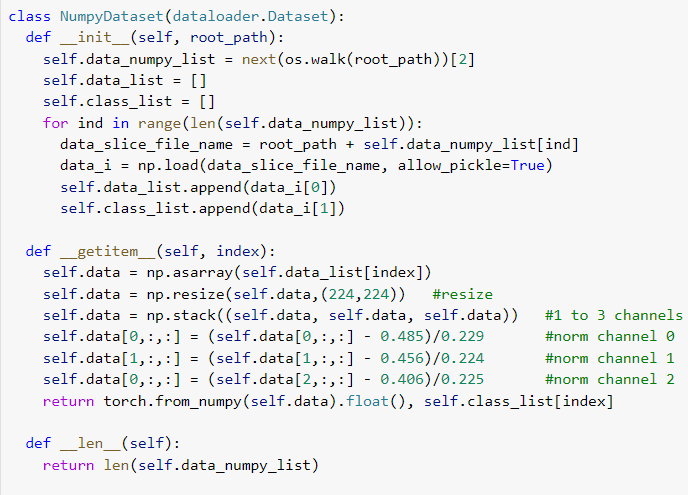 class NumpyDataset(dataloader.Dataset):
  def __init__(self, root_path):
    self.data_numpy_list = next(os.walk(root_path))[2]
    self.data_list = []
    self.class_list = []
    for ind in range(len(self.data_numpy_list)):
      data_slice_file_name = root_path + self.data_numpy_list[ind]
      data_i = np.load(data_slice_file_name, allow_pickle=True)
      self.data_list.append(data_i[0])
      self.class_list.append(data_i[1])

  def __getitem__(self, index):
    self.data = np.asarray(self.data_list[index])
    self.data = np.resize(self.data,(224,224))   #resize
    self.data = np.stack((self.data, self.data, self.data))   #1 to 3 channels
    self.data[0,:,:] = (self.data[0,:,:] - 0.485)/0.229       #norm channel 0
    self.data[1,:,:] = (self.data[1,:,:] - 0.456)/0.224       #norm channel 1
    self.data[0,:,:] = (self.data[2,:,:] - 0.406)/0.225       #norm channel 2
    return torch.from_numpy(self.data).float(), self.class_list[index]

  def __len__(self):
    return len(self.data_numpy_list)